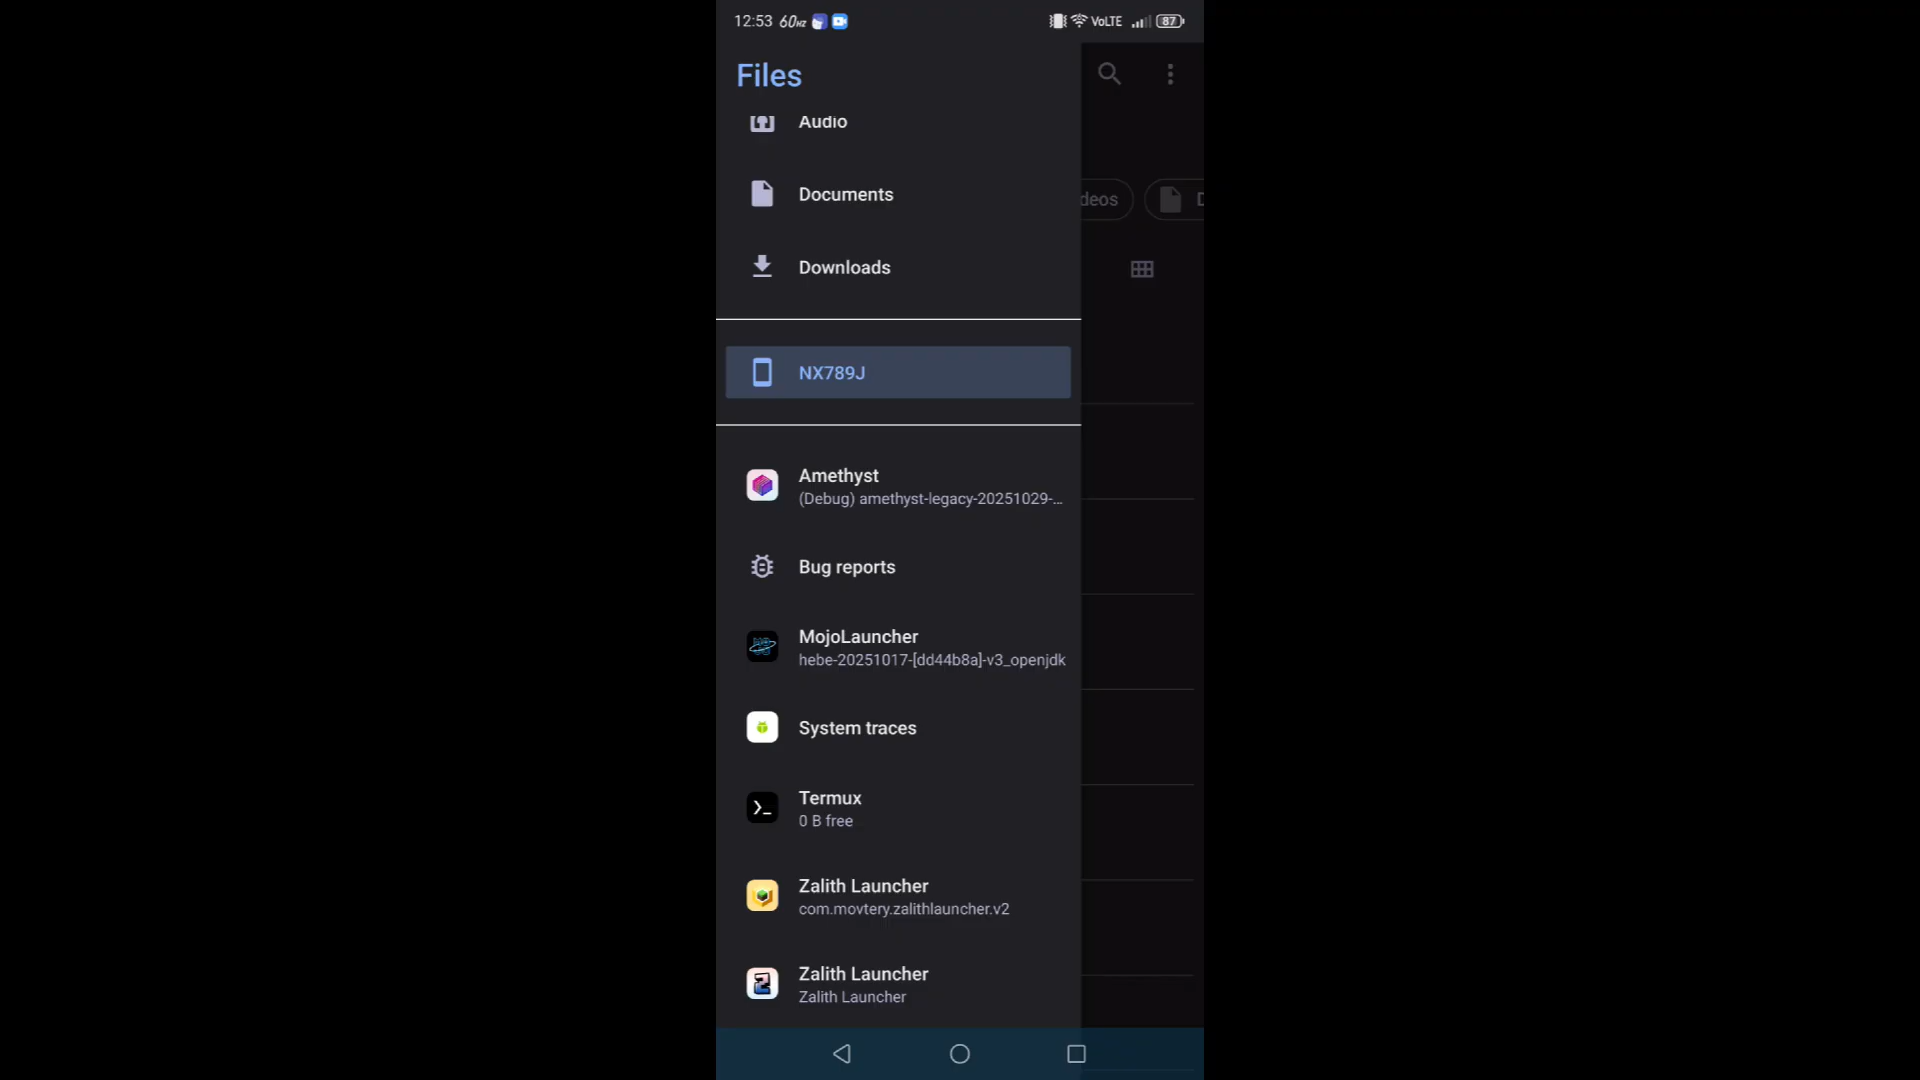 12:53 60HZ VoLTE 87
Files
Audio
Documents
deos
Downloads
NX789J
Amethyst
(Debug) amethyst-legacy-20251029-...
Bug reports
MojoLauncher
hebe-20251017-[dd44b8a]-v3_openjdk
System traces
Termux
0 B free
Zalith Launcher
com.movtery.zalithlauncher.v2
Zalith Launcher
Zalith Launcher